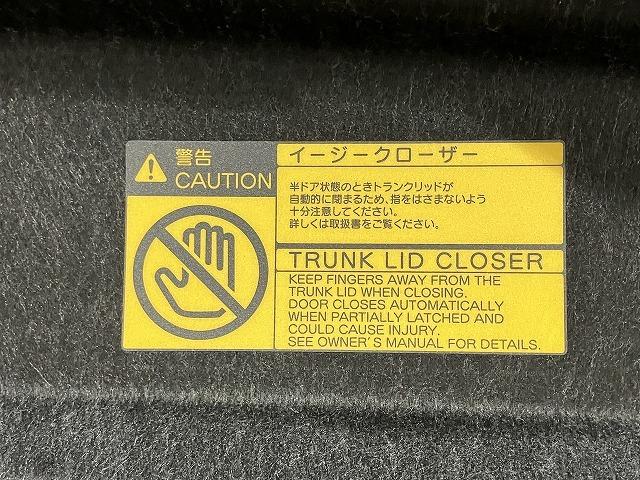 警告
CAUTION
イージークローザー
半ドア状態のときトランクリッドが
自動的に閉まるため、指をはさまないよう
十分注意してください。
詳しくは取扱書をご覧ください。
TRUNK LID CLOSER
KEEP FINGERS AWAY FROM THE
TRUNK LID WHEN CLOSING.
DOOR CLOSES AUTOMATICALLY
WHEN PARTIALLY LATCHED AND
COULD CAUSE INJURY.
SEE OWNER'S MANUAL FOR DETAILS.